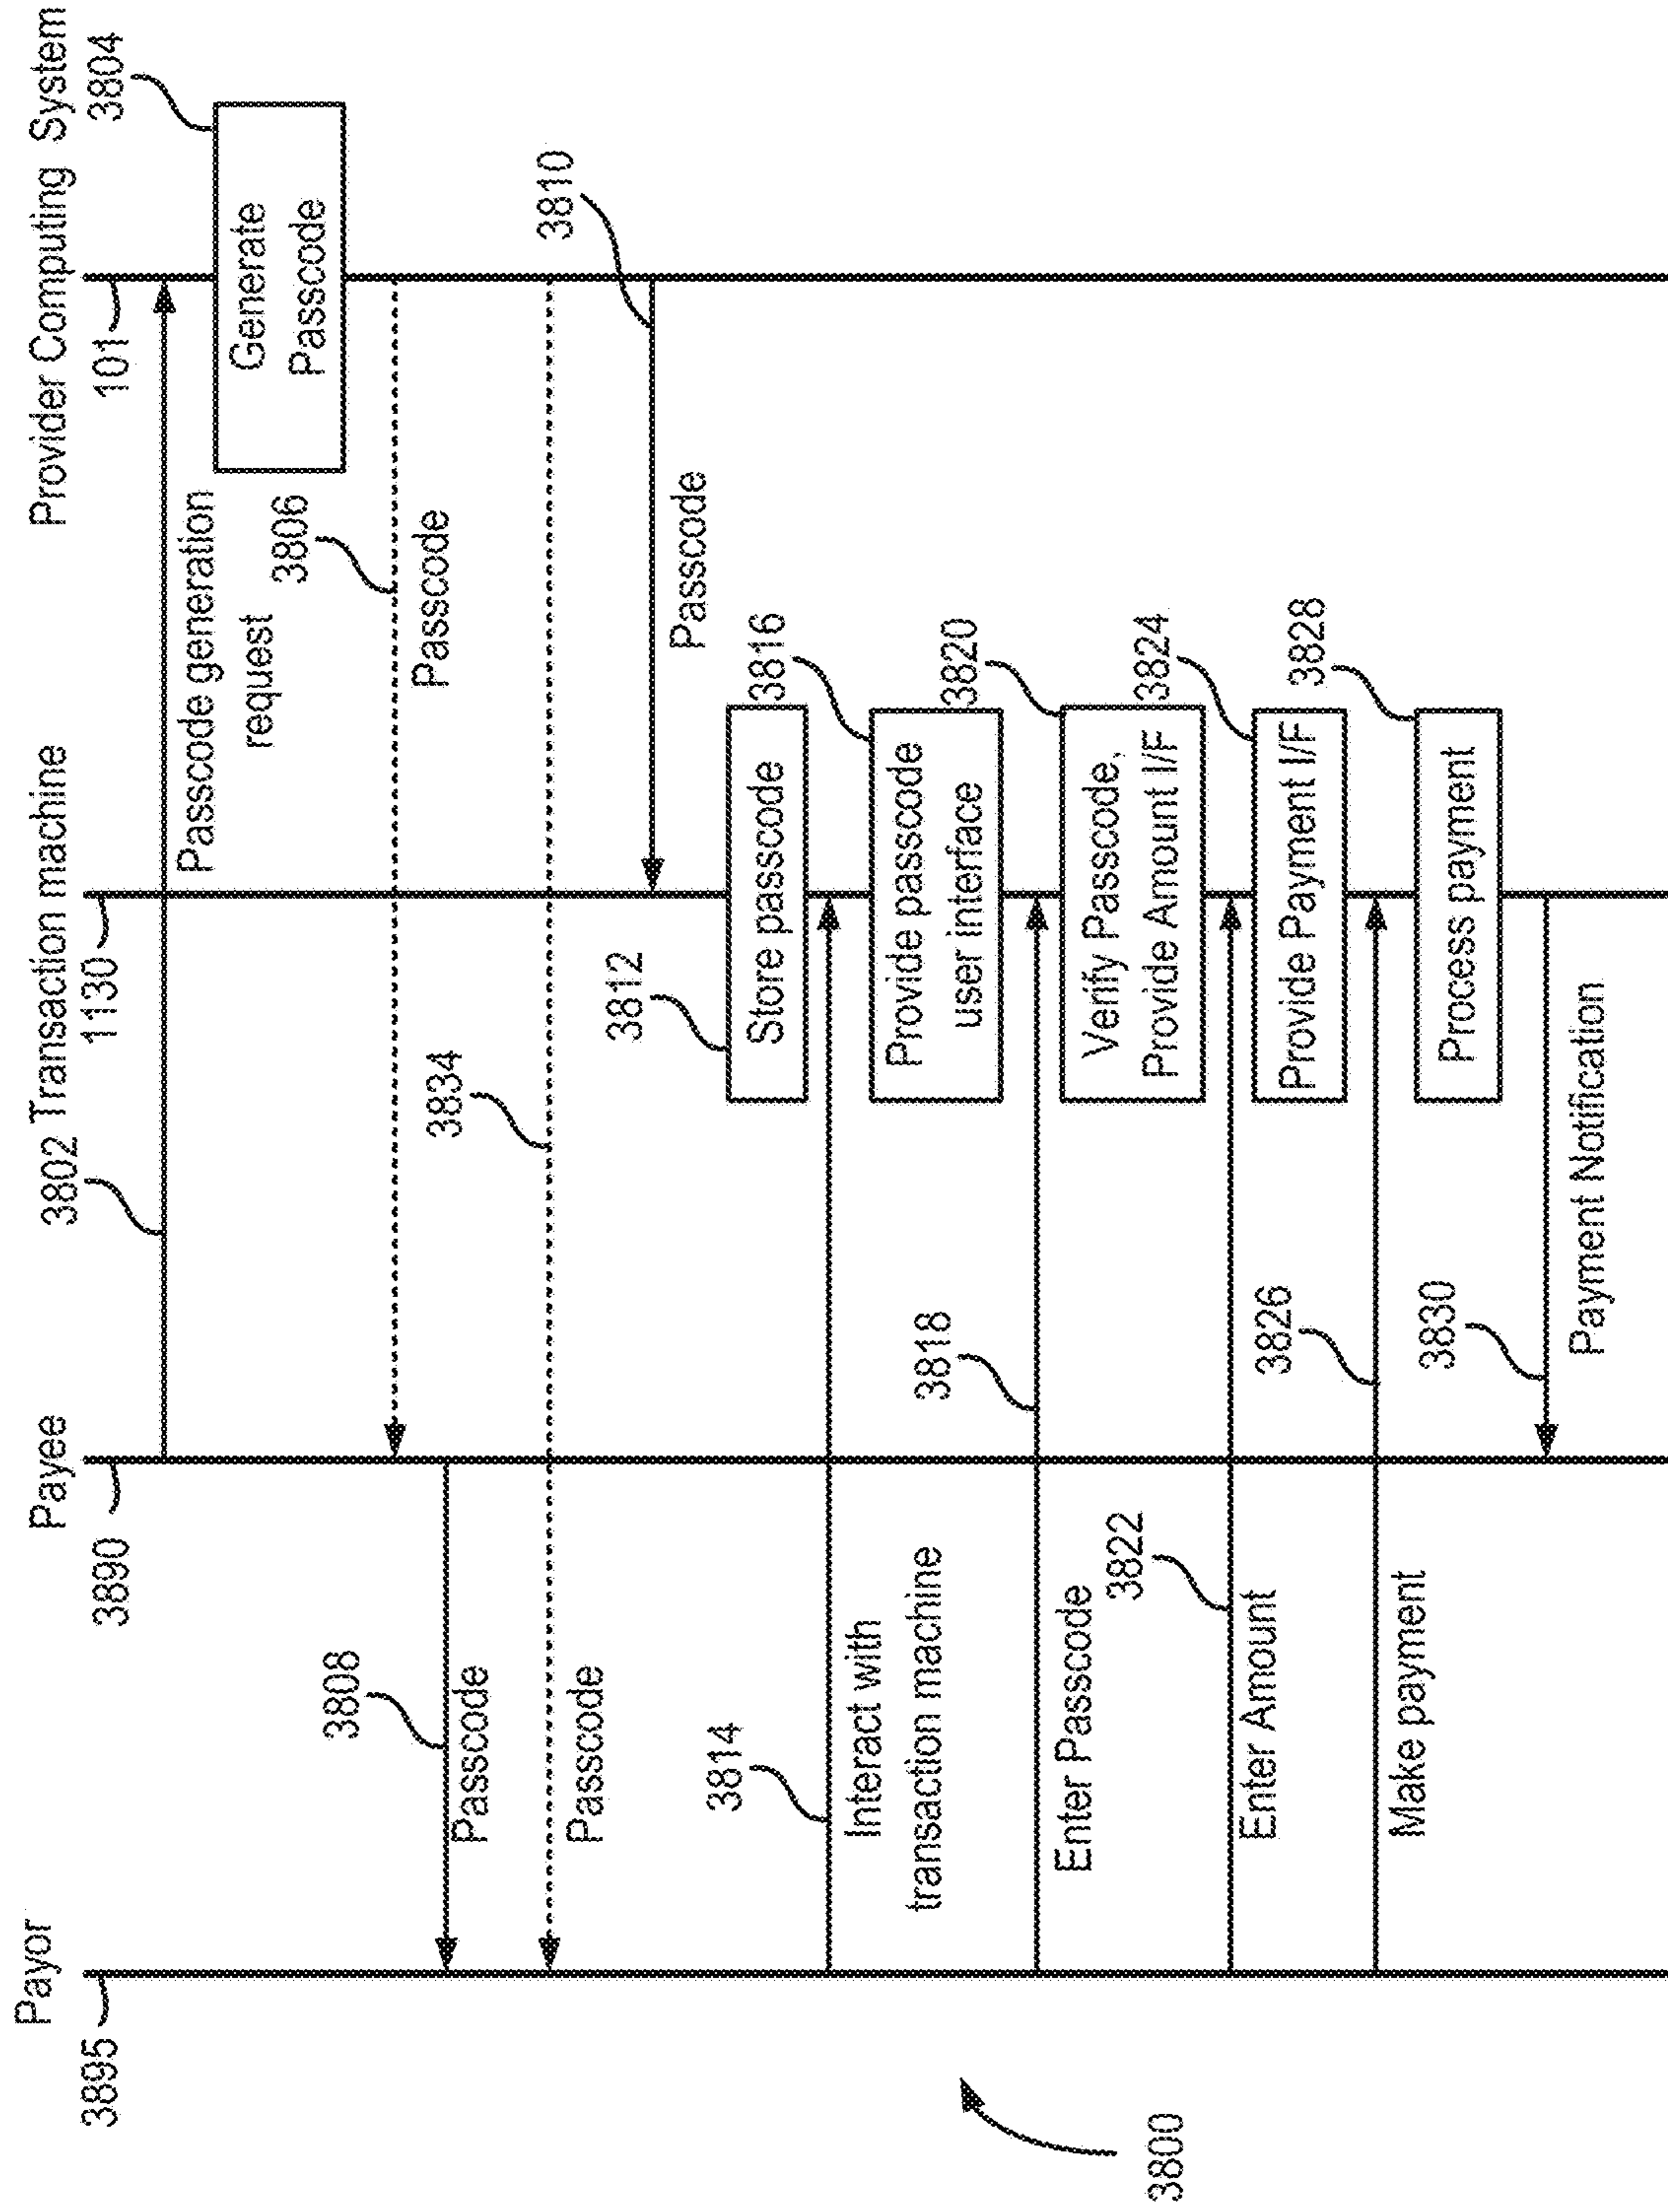 Payor
Payee
Transaction machine
Provider Computing System
3895
3890
1130
101
3802
3804
Passcode generation
request
Generate
Passcode
3806
Passcode
3808
Passcode
3834
Passcode
3810
Passcode
3812
Store passcode
3814
Interact with
transaction machine
3816
Provide passcode
user interface
3818
Enter Passcode
3820
Verify Passcode,
Provide Amount I/F
3822
Enter Amount
3824
Provide Payment I/F
3826
Make payment
3828
Process payment
3830
Payment Notification
3800